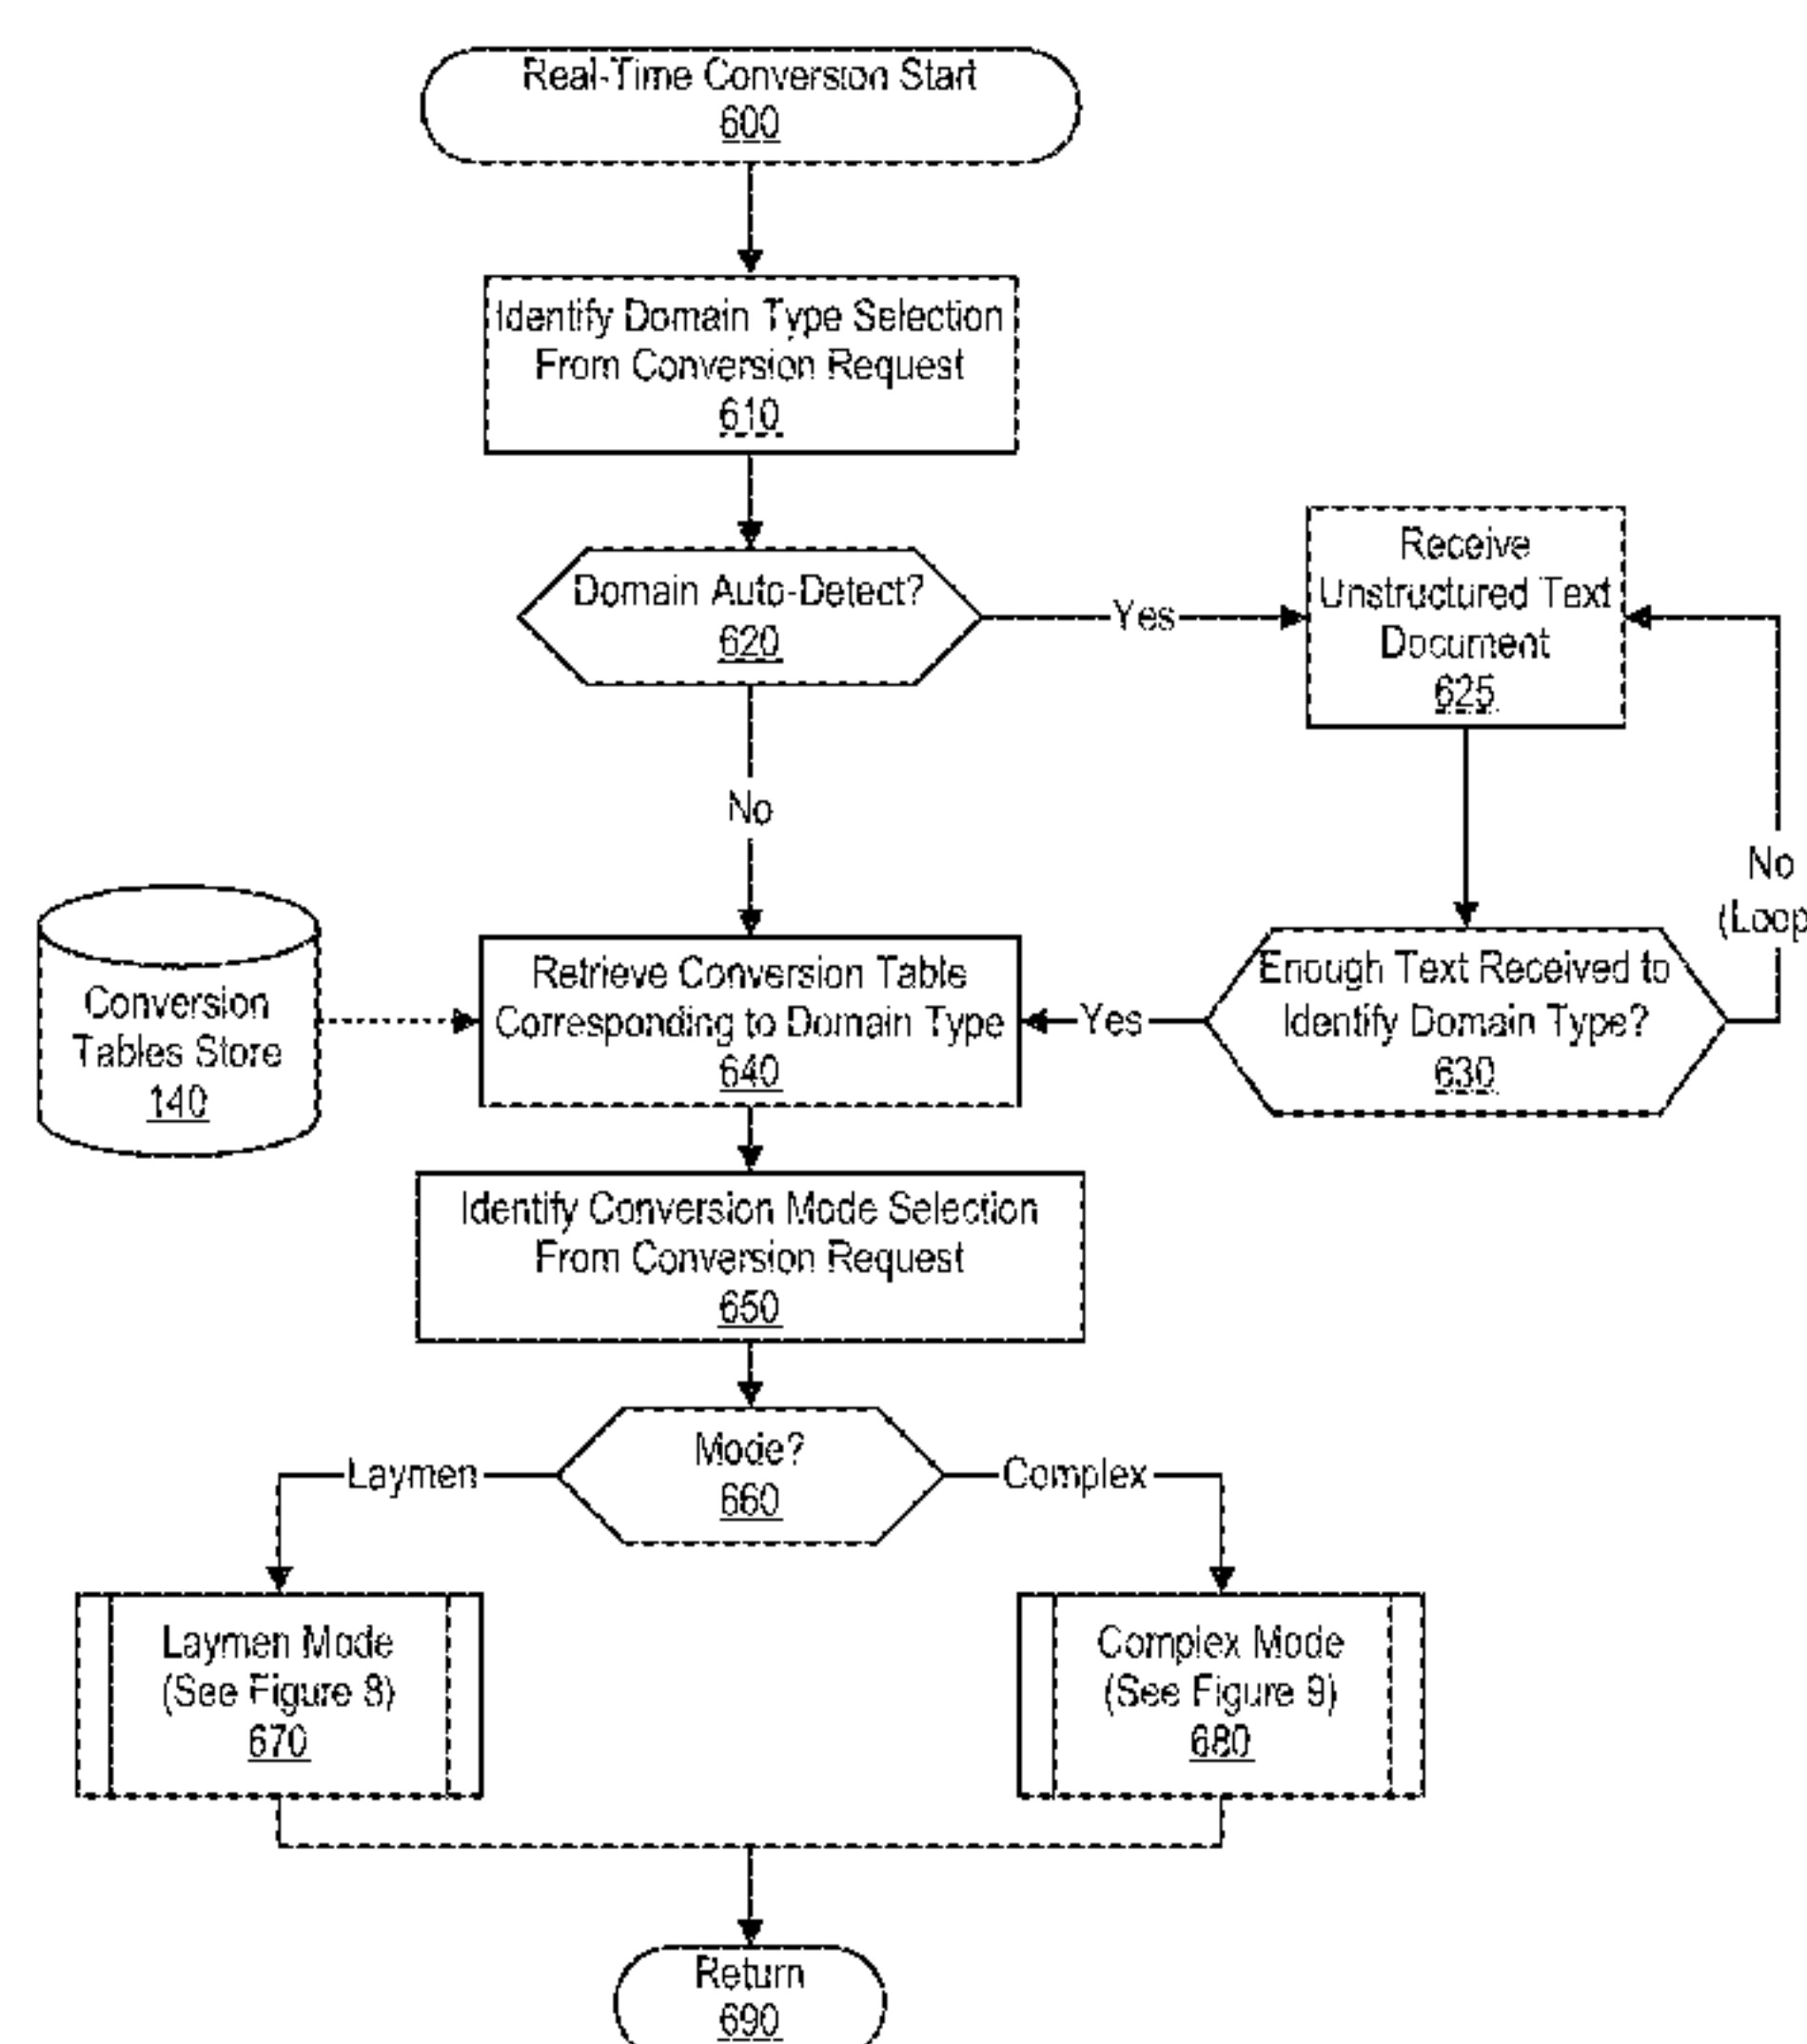 Real-Time Conversion Start
600
Identify Domain Type Selection
From Conversion Request
610
Domain Auto-Detect?
620
Yes
Receive
Unstructured Text
Document
625
No
No
(Loop
Conversion
Tables Store
140
Retrieve Conversion Table
Corresponding to Domain Type
640
Yes
Enough Text Received to
Identify Domain Type?
630
Identify Conversion Mode Selection
From Conversion Request
650
Mode?
660
Laymen
Complex
Laymen Mode
(See Figure 8)
670
Complex Mode
(See Figure 9)
680
Return
690